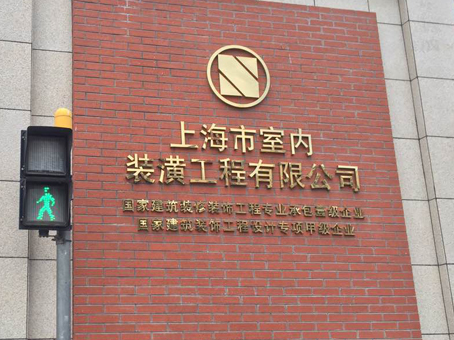 上海市室内
装潢工程有限公司
国家建筑装修装饰工程专业承包壹级企业
国家建筑装饰工程设计专项甲级企业